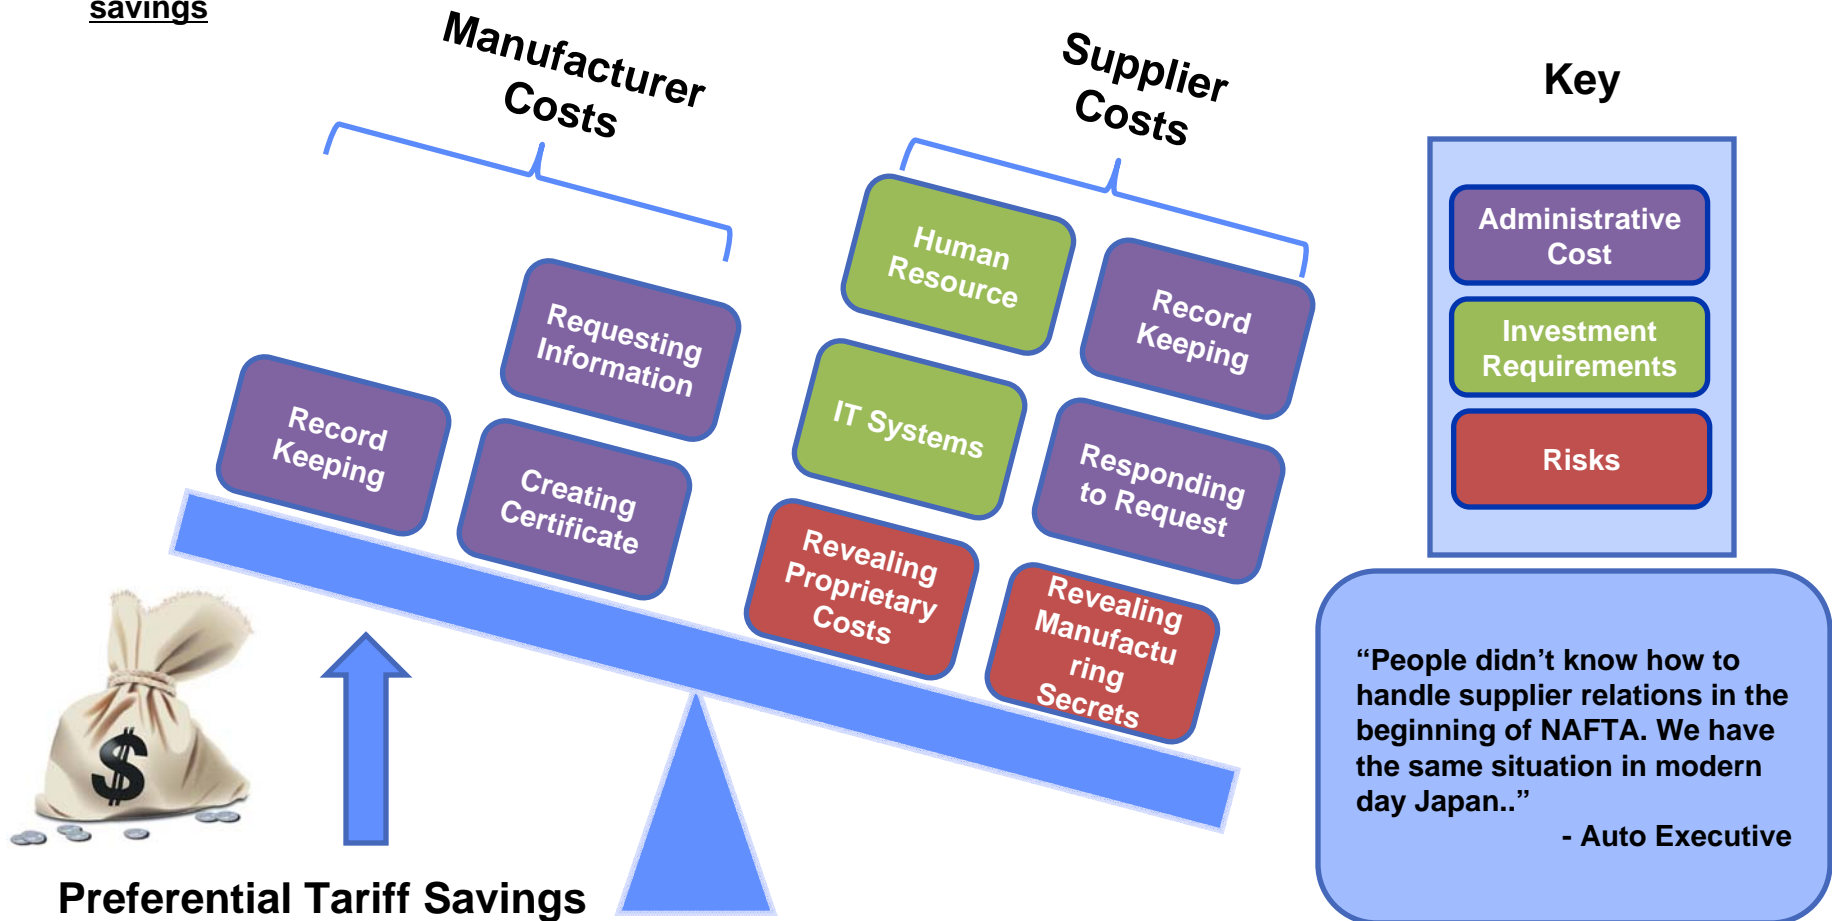 savings
Manufacturer
Costs
Supplier
Costs
Key
Human
Resource
Record
Keeping
Requesting
Information
IT Systems
Responding
to Request
Record
Keeping
Creating
Certificate
Revealing
Proprietary
Costs
Revealing
Manufactu
ring
Secrets
Administrative
Cost
Investment
Requirements
Risks
$
“People didn’t know how to
handle supplier relations in the
beginning of NAFTA. We have
the same situation in modern
day Japan..”
- Auto Executive
Preferential Tariff Savings